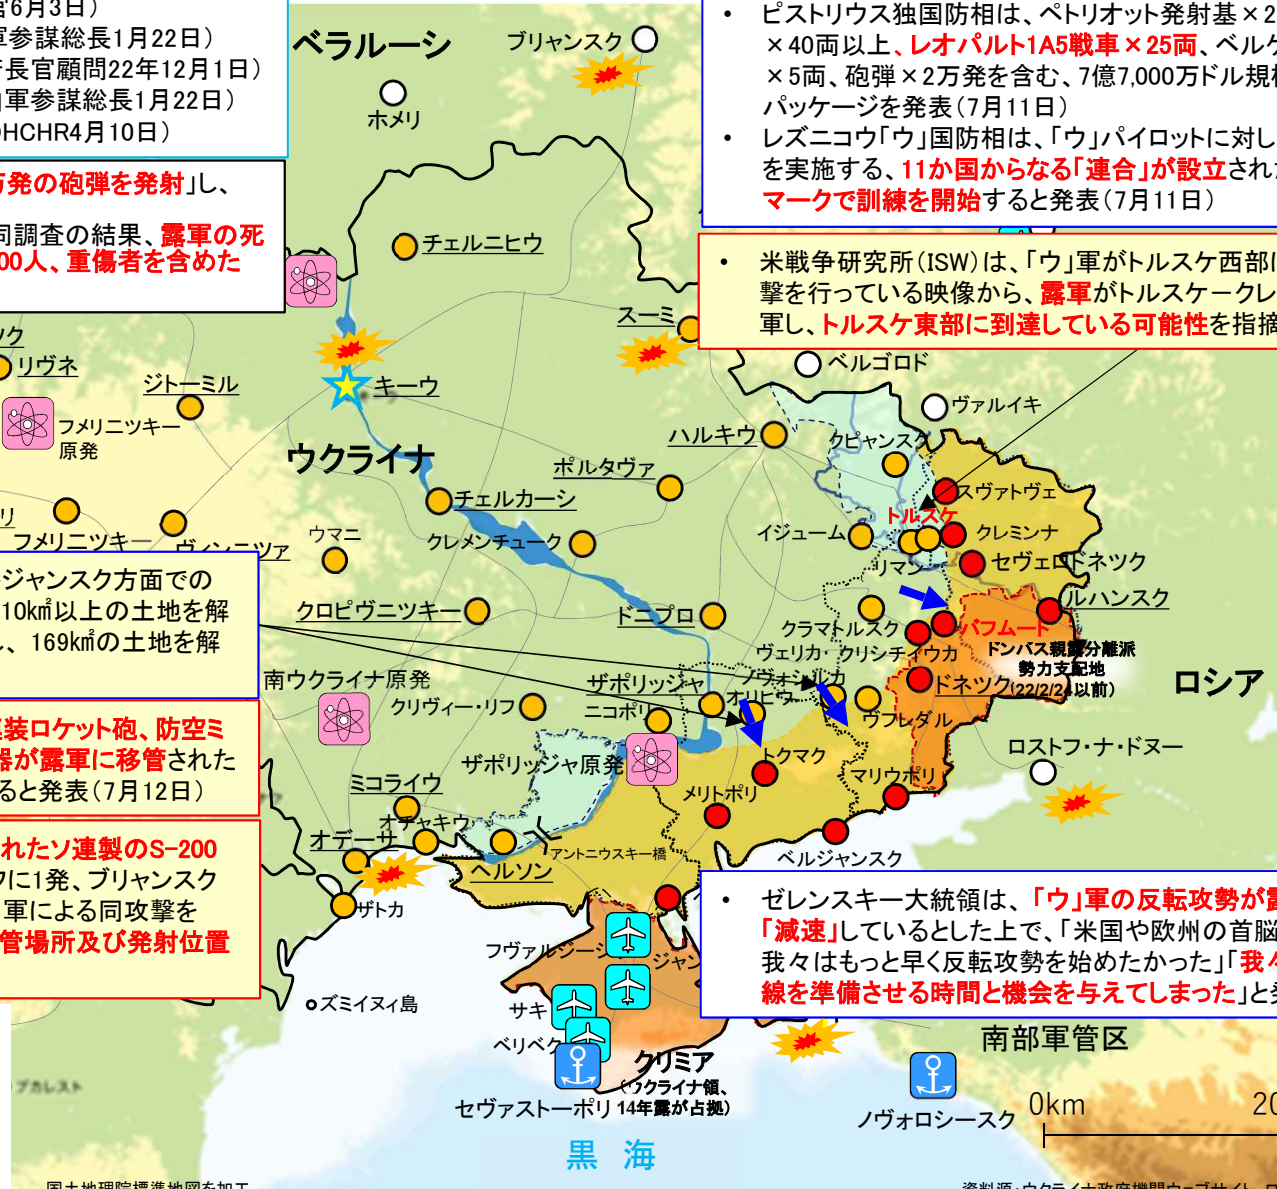 官6月3日）
軍参謀総長1月22日）
長官顧問22年12月1日）
軍参謀総長1月22日）
OHCHR4月10日）
万発の砲弾を発射」し、
同調査の結果、露軍の死
00人、重傷者を含めた
・ ピストリウス独国防相は、ペトリオット発射基×2
×40両以上、レオパルト1A5戦車×25両、ベルケ
×5両、砲弾×2万発を含む、7億7,000万ドル規
パッケージを発表（7月11日）
・ レズニコウ「ウ」国防相は、「ウ」パイロットに対し
を実施する、11か国からなる「連合」が設立され
マークで訓練を開始すると発表（7月11日）
・ 米戦争研究所（ISW）は、「ウ」軍がトルスケ西部
撃を行っている映像から、露軍がトルスケークレ
軍し、トルスケ東部に到達している可能性を指摘
ベラルーシ
ブリャンスク
ホメリ
チェルニヒウ
スーミ
ック
リヴネ
ジトーミル
キーウ
ベルゴロド
ヴァルイキ
フメリニツキー
原発
ウクライナ
ハルキウ
クピャンスク
ポルタヴァ
チェルカーシ
スヴァトヴェ
トルスケ
リ
フメリニツキー
ヴィンニツァ
ウマニ
クレメンチューク
イジューム
クレミンナ
リマン
セヴェロドネツク
ジャンスク方面での
10㎢以上の土地を解
、169㎢の土地を解
クロピヴニツキー
ドニプロ
ルハンスク
クラマトルスク
バフムート
ヴェリカ・
ノヴォシルカ
クリシチイウカ
ドンバス親露分離派
勢力支配地
(22/2/24以前)
ロシア
南ウクライナ原発
クリヴィー・リフ
ザポリッジャ
ニコポリ
オリヒウ
ドネツク
ヴフレダル
装ロケット砲、防空ミ
器が露軍に移管された
ると発表（7月12日）
ザポリッジャ原発
トクマク
ロストフ・ナ・ドヌー
ミコライウ
メリトポリ
マリウポリ
オデーサ
オチャキウ
ヘルソン
アントニウスキー橋
ベルジャンスク
れたソ連製のS-200
に1発、ブリャンスク
軍による同攻撃を
管場所及び発射位置
ザトカ
・ ゼレンスキー大統領は、「ウ」軍の反転攻勢が
「減速」しているとした上で、「米国や欧州の首脳
我々はもっと早く反転攻勢を始めたかった」「我々
線を準備させる時間と機会を与えてしまった」と
フヴァルジーシ
ジャン
ズミイヌィ島
サキ
ベリベク
クリミア
(ウクライナ領、
14年露が占拠)
セヴァストーポリ
南部軍管区
ノヴォロシースク
0km
20
ブカレスト
黒 海
国土地理院標準地図を加工
資料源：ウクライナ政府機関ウェブサイト、ロ